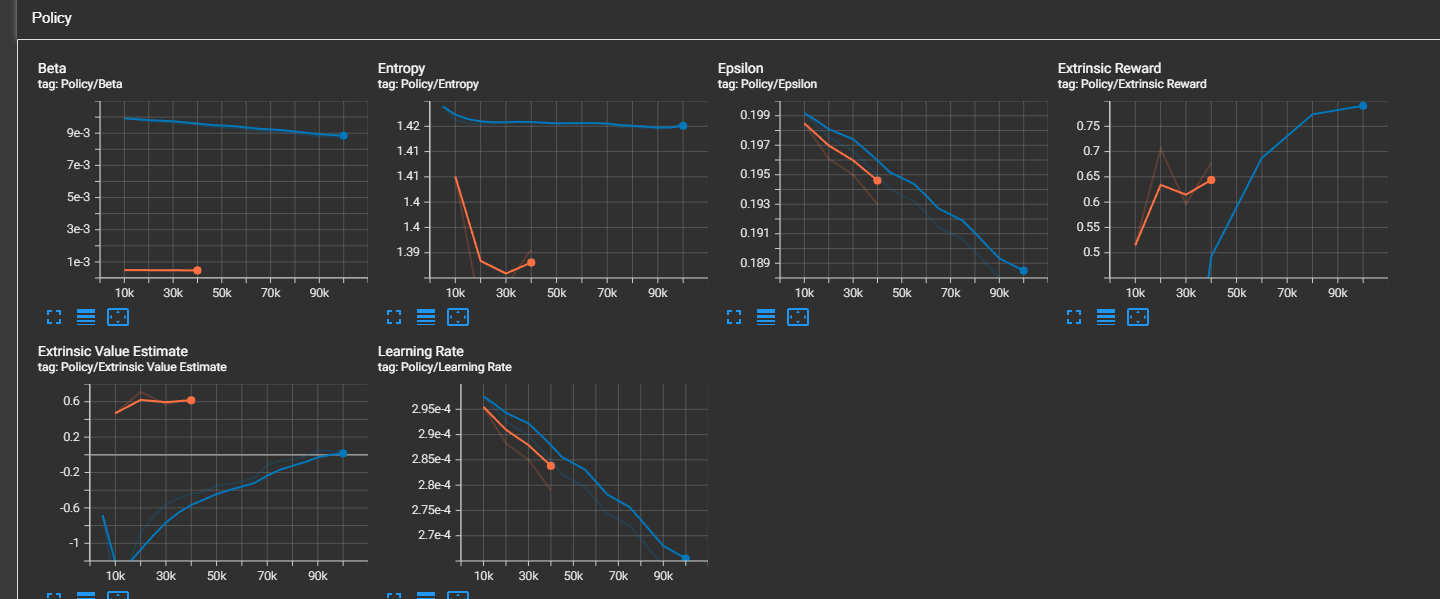 Policy
Beta
tag: Policy/Beta
9e-3
7e-3
5e-3
3e-3
1e-3
10k 30k 50k 70k 90k
Entropy
tag: Policy/Entropy
1.42
1.41
1.41
1.4
1.4
1.39
10k 30k 50k 70k 90k
Epsilon
tag: Policy/Epsilon
0.199
0.197
0.195
0.193
0.191
0.189
10k 30k 50k 70k 90k
Extrinsic Reward
tag: Policy/Extrinsic Reward
0.75
0.7
0.65
0.6
0.55
0.5
10k 30k 50k 70k 90k
Extrinsic Value Estimate
tag: Policy/Extrinsic Value Estimate
0.6
0.2
-0.2
-0.6
-1
10k 30k 50k 70k 90k
Learning Rate
tag: Policy/Learning Rate
2.95e-4
2.9e-4
2.85e-4
2.8e-4
2.75e-4
2.7e-4
10k 30k 50k 70k 90k